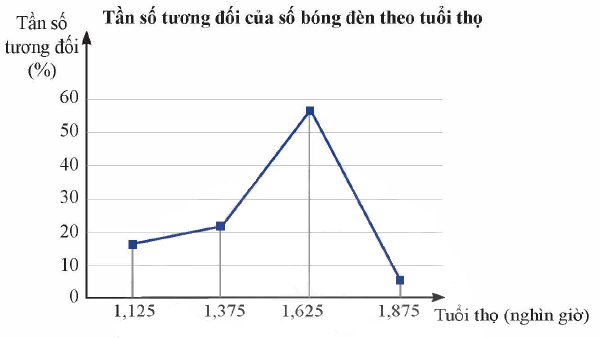 Tần số tương đối của số bóng đèn theo tuổi thọ
Tần số
tương đối
(%)
60
50
40
30
20
10
0
1,125 1,375 1,625 1,875
Tuổi thọ (nghìn giờ)